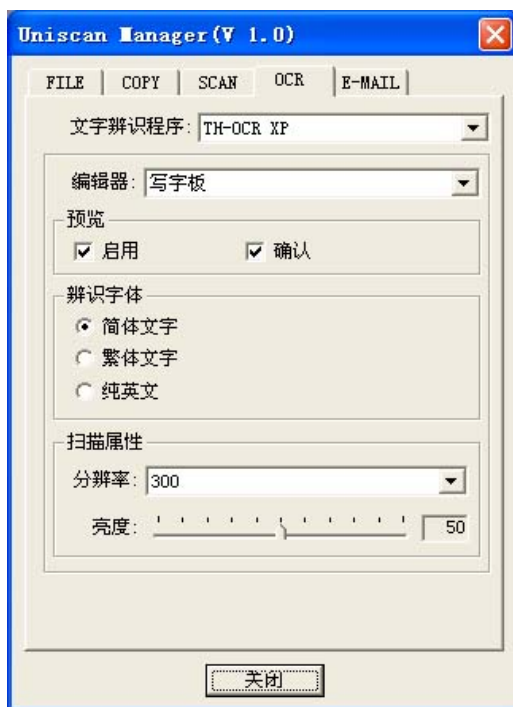 Uniscan Manager(V 1.0)
FILE COPY SCAN OCR E-MAIL
文字辨识程序: TH-OCR XP
编辑器: 写字板
预览
启用 确认
辨识字体
简体文字
繁体文字
纯英文
扫描属性
分辨率: 300
亮度: 50
关闭